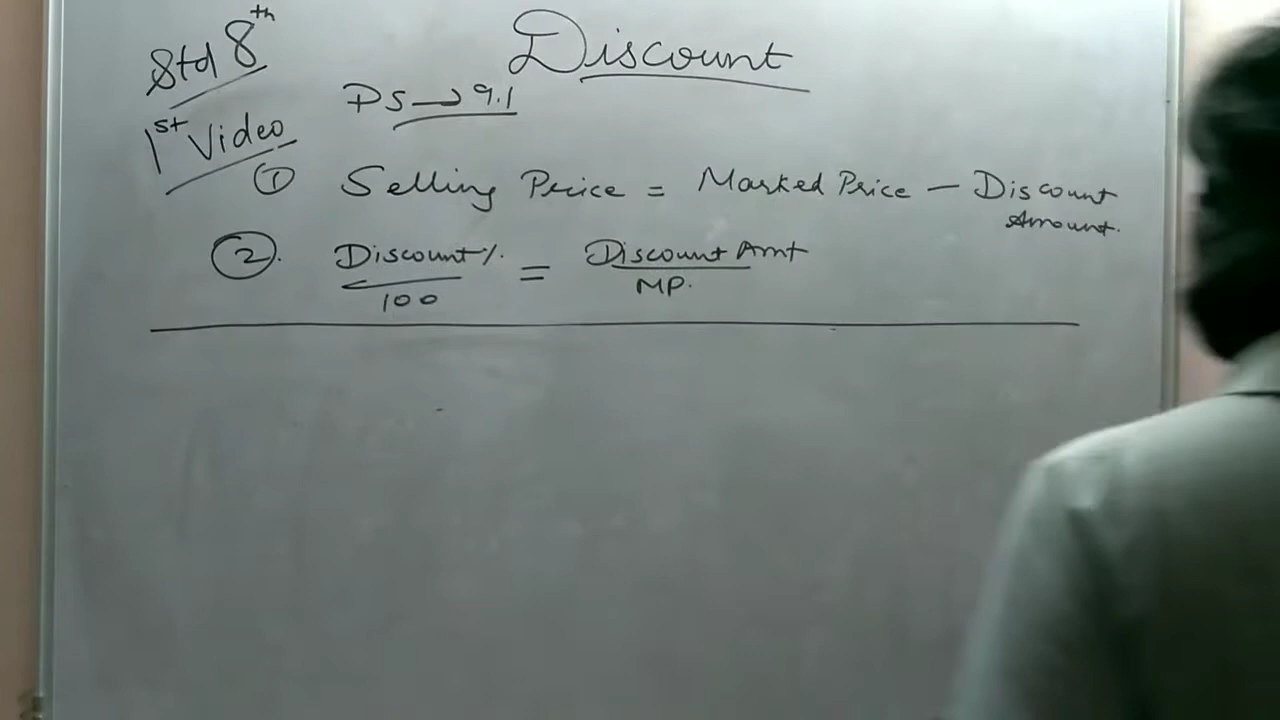 Std 8th
Discount
PS → 9.1
1st Video
① Selling Price = Marked Price - Discount Amount.
② Discount% / 100 = Discount Amt / MP.